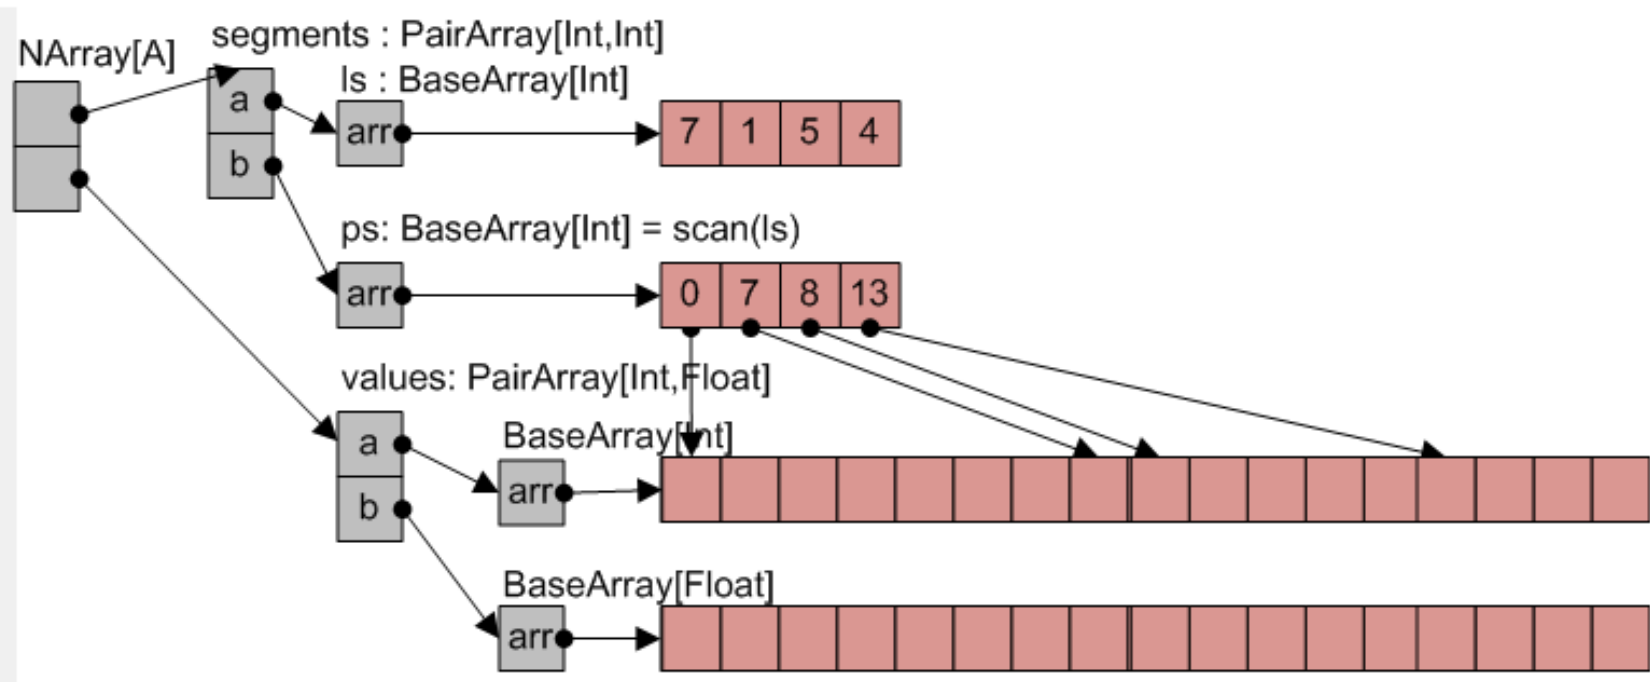 segments : PairArray[Int,Int]
NArray[A]
ls : BaseArray[Int]
a
arr
7 1 5 4
b
ps: BaseArray[Int] = scan(ls)
arr
0 7 8 13
values: PairArray[Int,Float]
a
BaseArray[Int]
arr
b
BaseArray[Float]
arr